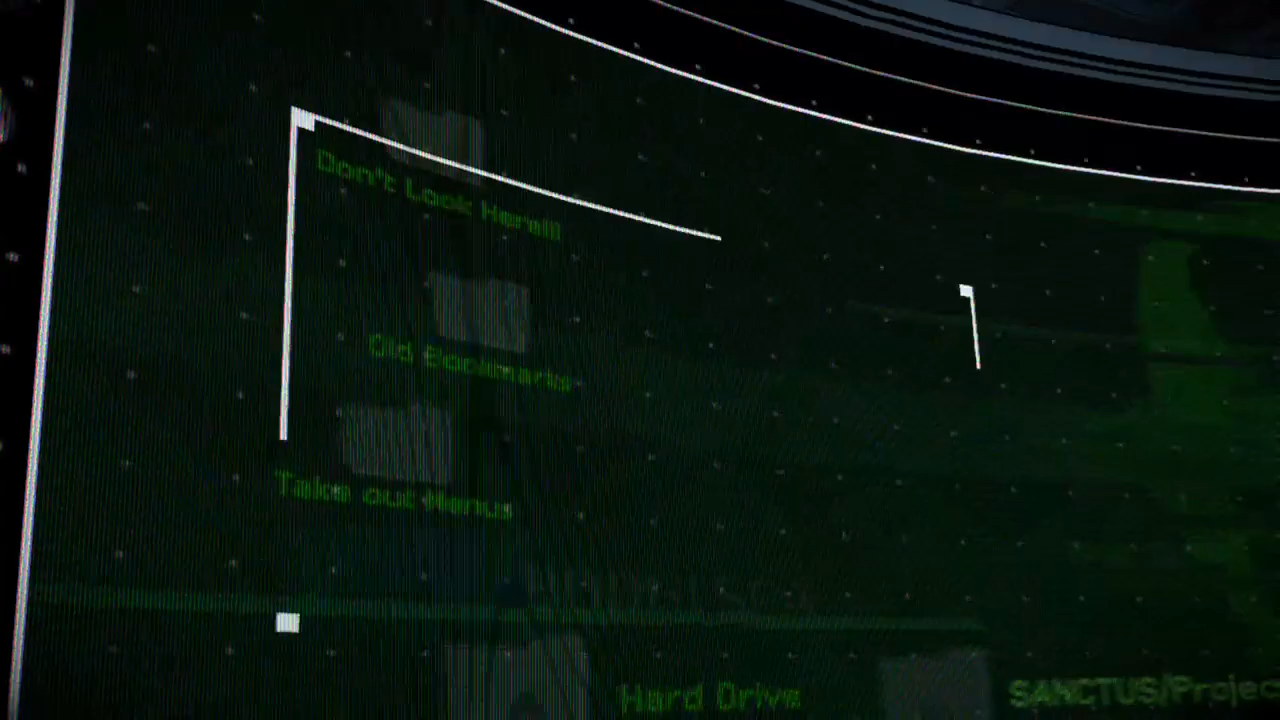 Don't Look Here!!!
Old Bookmarks
Take out Menus
Hard Drive
SANCTUS/Projec